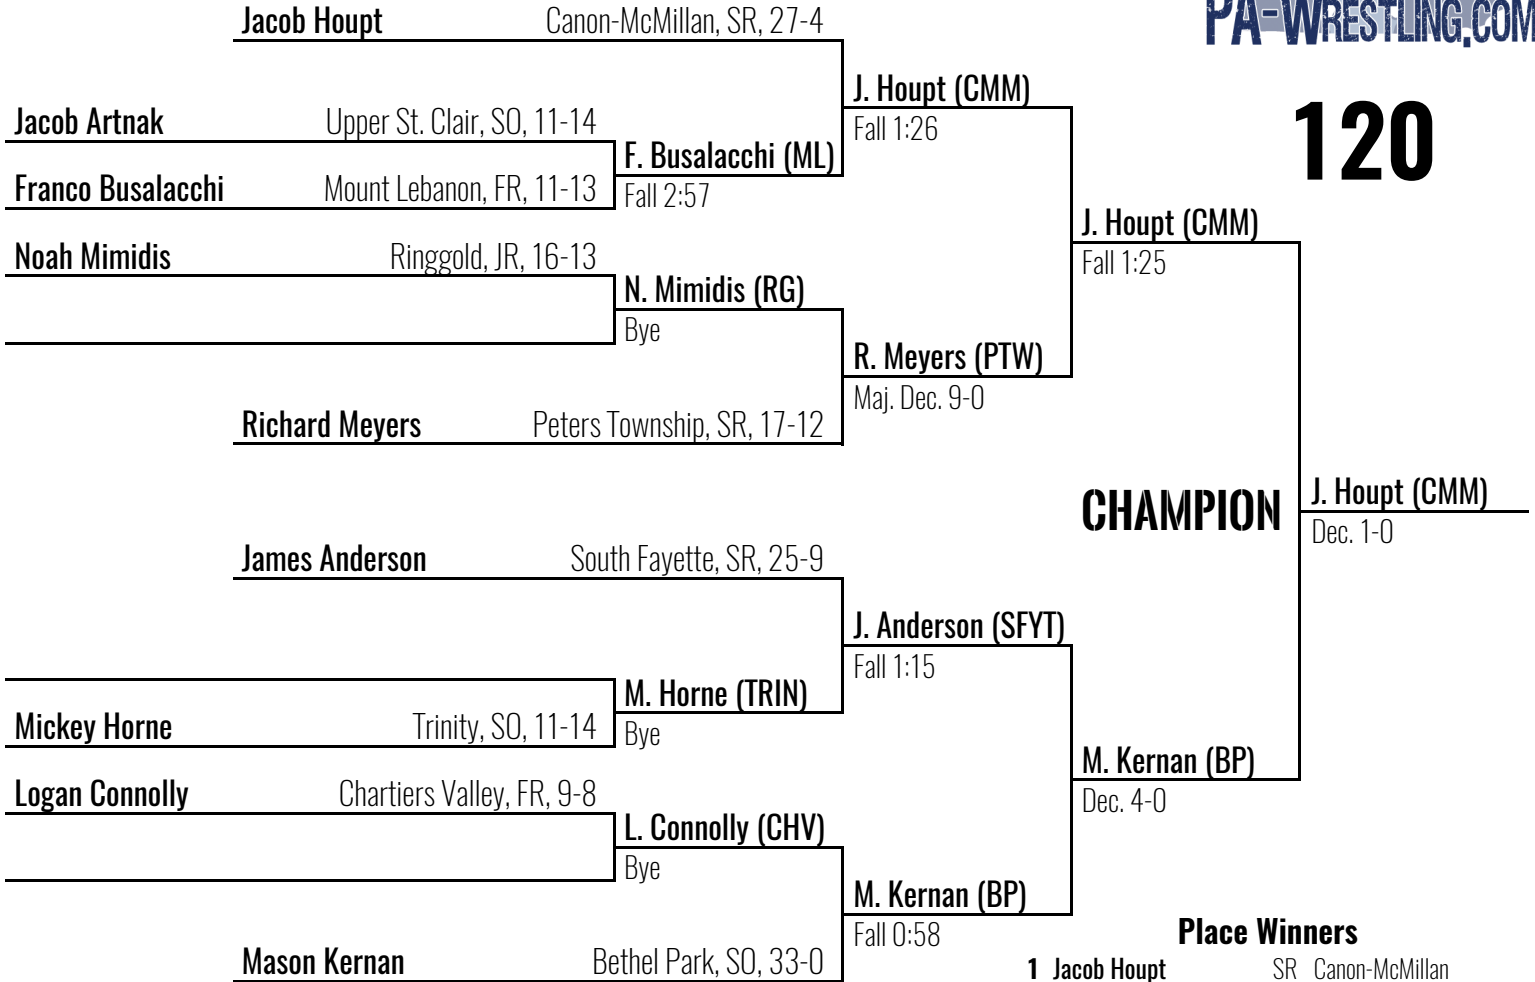 PA-WRESTLING.COM
120
Jacob Houpt Canon-McMillan, SR, 27-4
J. Houpt (CMM)
Fall 1:26
Jacob Artnak Upper St. Clair, SO, 11-14
F. Busalacchi (ML)
Franco Busalacchi Mount Lebanon, FR, 11-13
Fall 2:57
J. Houpt (CMM)
Fall 1:25
Noah Mimidis Ringgold, JR, 16-13
N. Mimidis (RG)
Bye
R. Meyers (PTW)
Maj. Dec. 9-0
Richard Meyers Peters Township, SR, 17-12
CHAMPION
J. Houpt (CMM)
Dec. 1-0
James Anderson South Fayette, SR, 25-9
J. Anderson (SFYT)
Fall 1:15
M. Horne (TRIN)
Mickey Horne Trinity, SO, 11-14
Bye
M. Kernan (BP)
Dec. 4-0
Logan Connolly Chartiers Valley, FR, 9-8
L. Connolly (CHV)
Bye
M. Kernan (BP)
Fall 0:58
Mason Kernan Bethel Park, SO, 33-0
Place Winners
1 Jacob Houpt SR Canon-McMillan